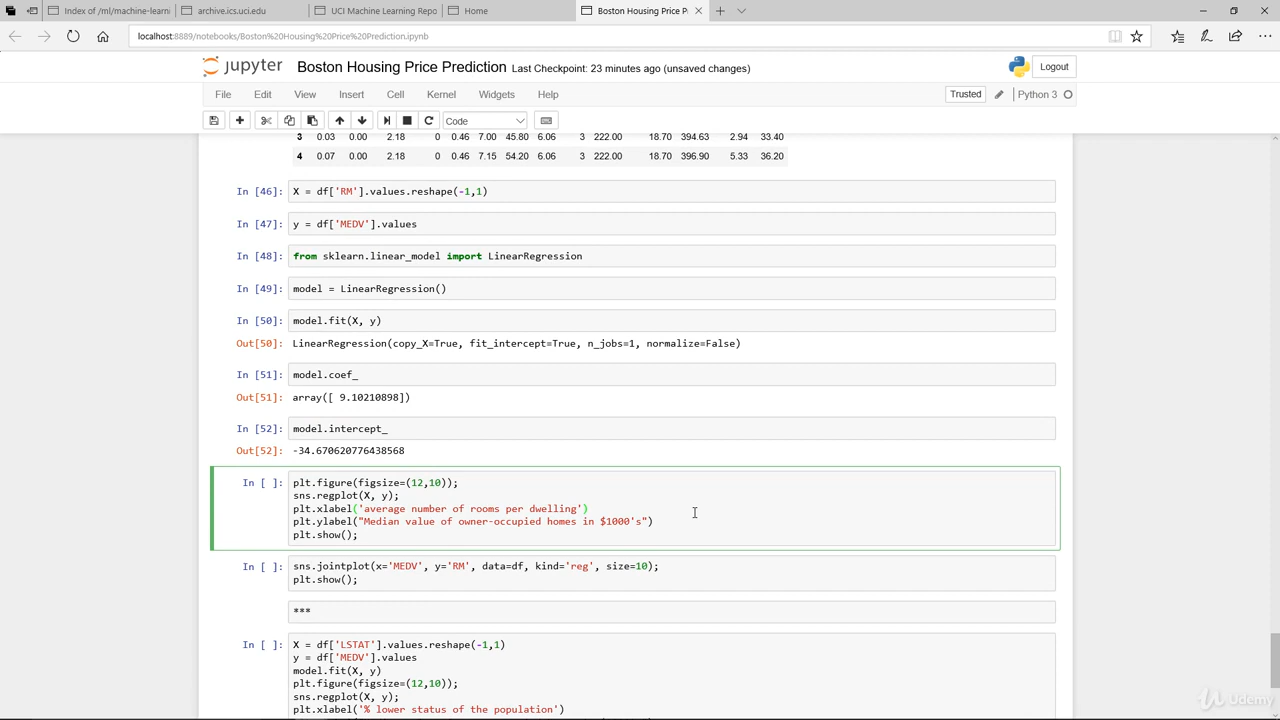 Index of /ml/machine-learni
archive.ics.uci.edu
UCI Machine Learning Repo
Home
Boston Housing Price P
localhost:8889/notebooks/Boston%20Housing%20Price%20Prediction.ipynb
jupyter Boston Housing Price Prediction Last Checkpoint: 23 minutes ago (unsaved changes)
Logout
File Edit View Insert Cell Kernel Widgets Help
Trusted
Python 3
Code
3 0.03 0.00 2.18 0 0.46 7.00 45.80 6.06 3 222.00 18.70 394.63 2.94 33.40
4 0.07 0.00 2.18 0 0.46 7.15 54.20 6.06 3 222.00 18.70 396.90 5.33 36.20
In [46]: X = df['RM'].values.reshape(-1,1)
In [47]: y = df['MEDV'].values
In [48]: from sklearn.linear_model import LinearRegression
In [49]: model = LinearRegression()
In [50]: model.fit(X, y)
Out[50]: LinearRegression(copy_X=True, fit_intercept=True, n_jobs=1, normalize=False)
In [51]: model.coef_
Out[51]: array([ 9.10210898])
In [52]: model.intercept_
Out[52]: -34.670620776438568
In [ ]: plt.figure(figsize=(12,10));
sns.regplot(X, y);
plt.xlabel('average number of rooms per dwelling')
plt.ylabel("Median value of owner-occupied homes in $1000's")
plt.show();
In [ ]: sns.jointplot(x='MEDV', y='RM', data=df, kind='reg', size=10);
plt.show();
***
In [ ]: X = df['LSTAT'].values.reshape(-1,1)
y = df['MEDV'].values
model.fit(X, y)
plt.figure(figsize=(12,10));
sns.regplot(X, y);
plt.xlabel('% lower status of the population')
Udemy